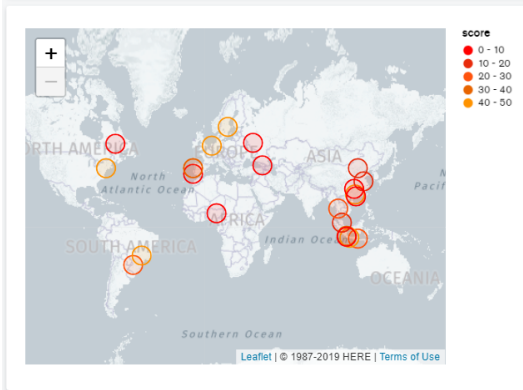 score
0 - 10
10 - 20
20 - 30
30 - 40
40 - 50
+
−
RTH AMERICA
EUROPE
ASIA
North
Atlantic Ocean
Pacif
AFRICA
Indian Ocean
SOUTH AMERICA
OCEANIA
Southern Ocean
Leaflet | © 1987-2019 HERE | Terms of Use